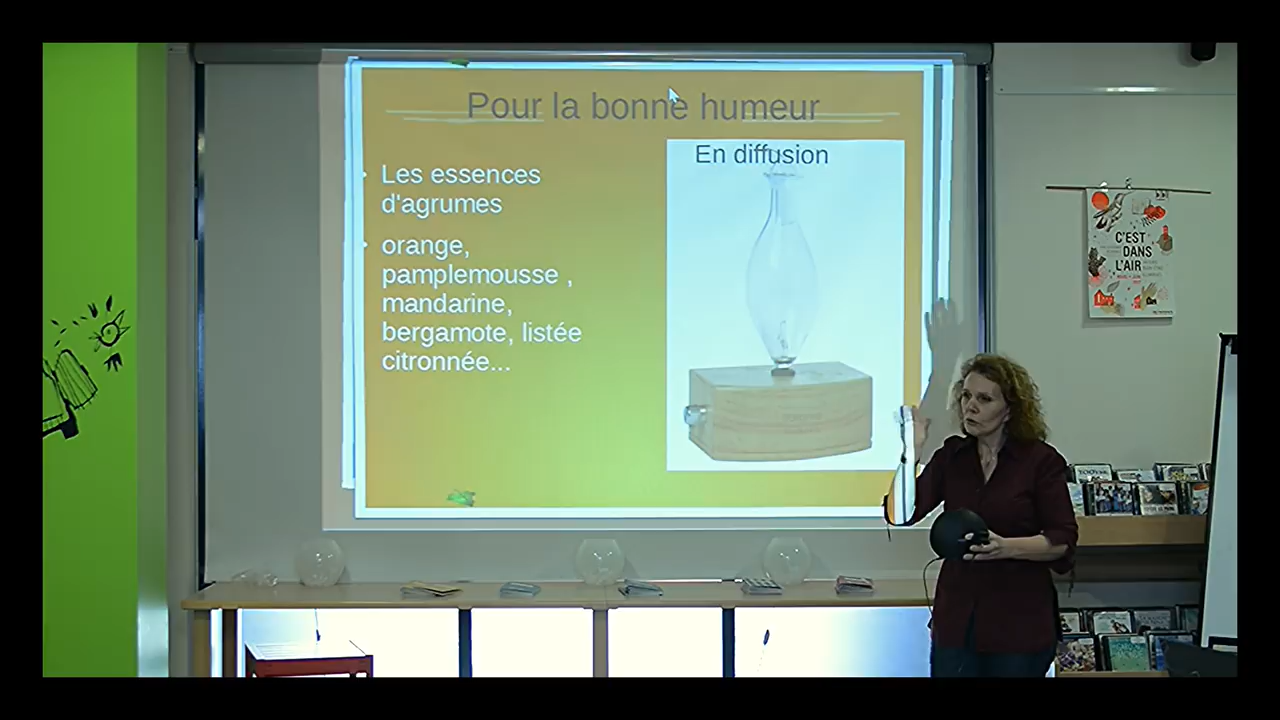 Pour la bonne humeur
En diffusion
Les essences
d'agrumes
orange,
pamplemousse ,
mandarine,
bergamote, listée
citronnée...
C'EST
DANS
L'AIR